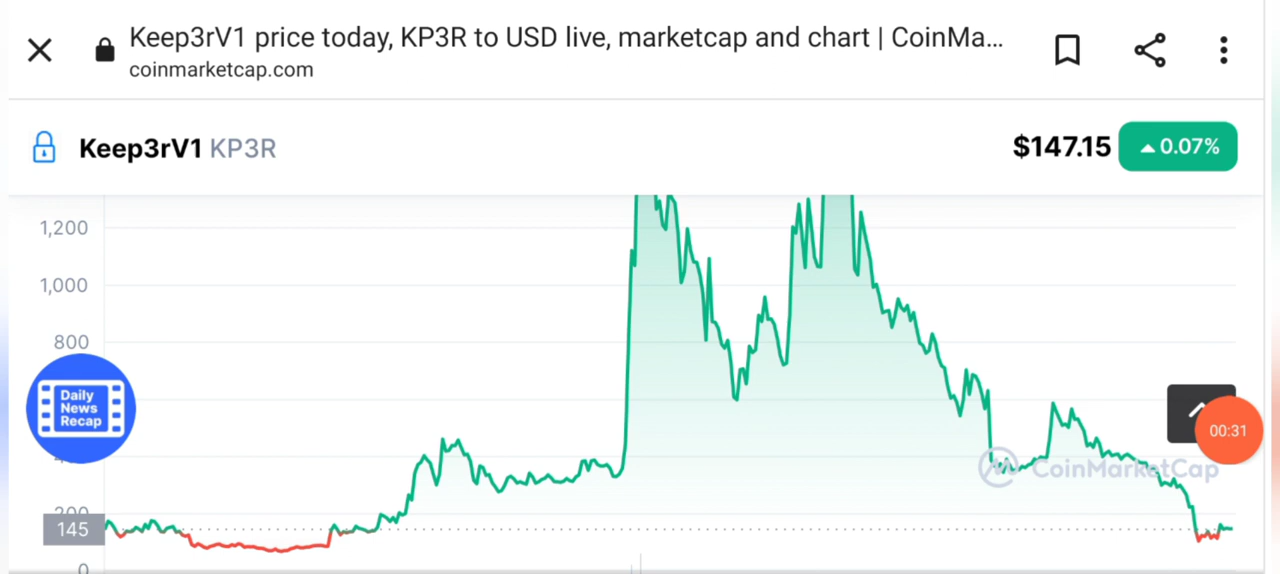 Keep3rV1 price today, KP3R to USD live, marketcap and chart | CoinMa...
coinmarketcap.com
Keep3rV1 KP3R
$147.15
0.07%
1,200
1,000
800
Daily
News
Recap
00:31
CoinMarketCap
200
145
0